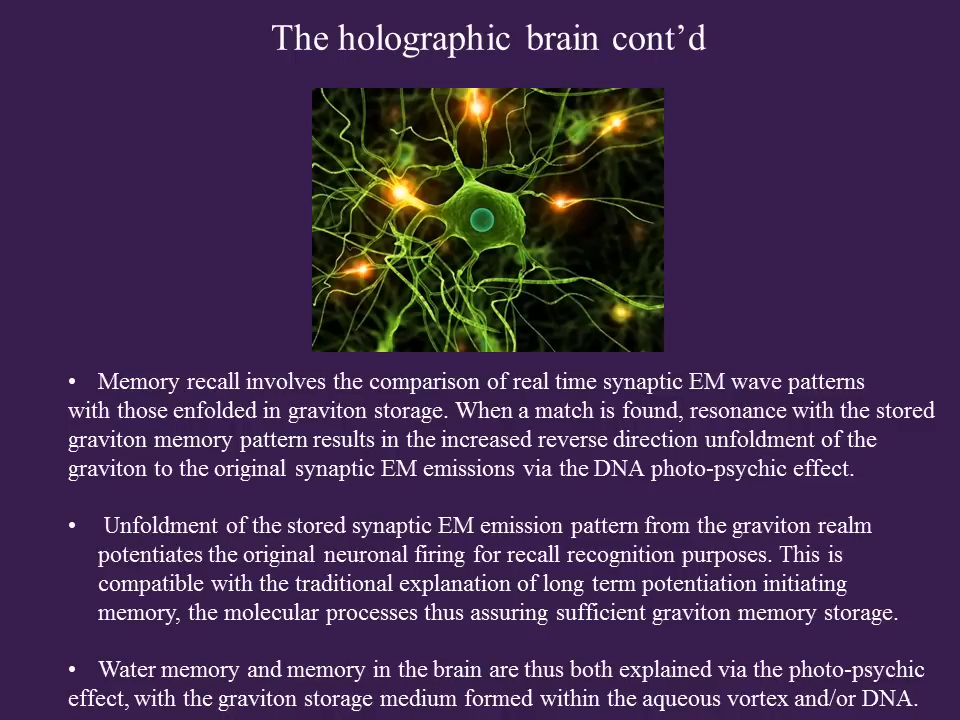 The holographic brain cont’d
• Memory recall involves the comparison of real time synaptic EM wave patterns
with those enfolded in graviton storage. When a match is found, resonance with the stored
graviton memory pattern results in the increased reverse direction unfoldment of the
graviton to the original synaptic EM emissions via the DNA photo-psychic effect.
• Unfoldment of the stored synaptic EM emission pattern from the graviton realm
potentiates the original neuronal firing for recall recognition purposes. This is
compatible with the traditional explanation of long term potentiation initiating
memory, the molecular processes thus assuring sufficient graviton memory storage.
• Water memory and memory in the brain are thus both explained via the photo-psychic
effect, with the graviton storage medium formed within the aqueous vortex and/or DNA.